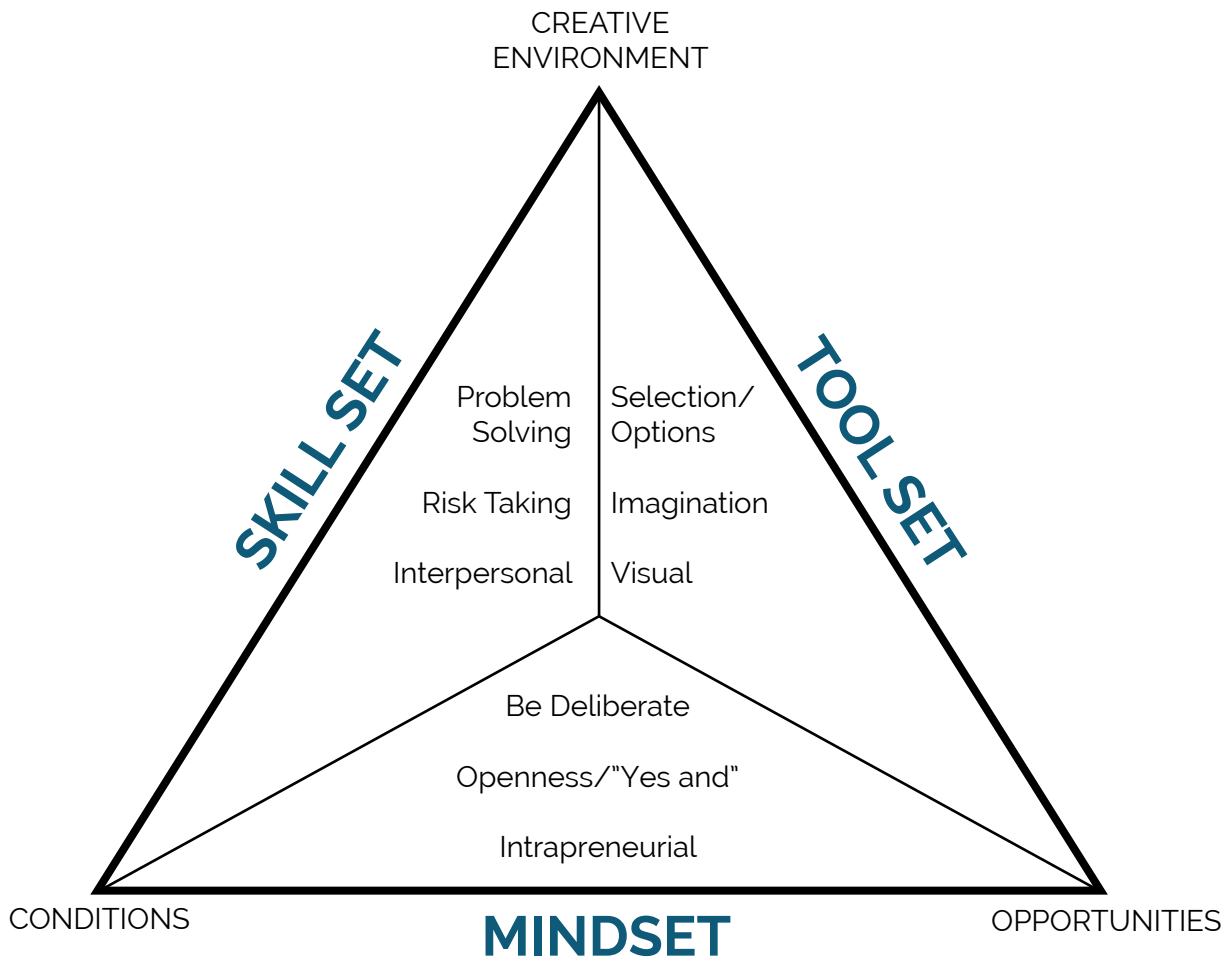 CREATIVE
ENVIRONMENT
SKILL SET
TOOL SET
Problem
Solving
Selection/
Options
Risk Taking
Imagination
Interpersonal
Visual
Be Deliberate
Openness/"Yes and"
Intrapreneurial
CONDITIONS
MINDSET
OPPORTUNITIES